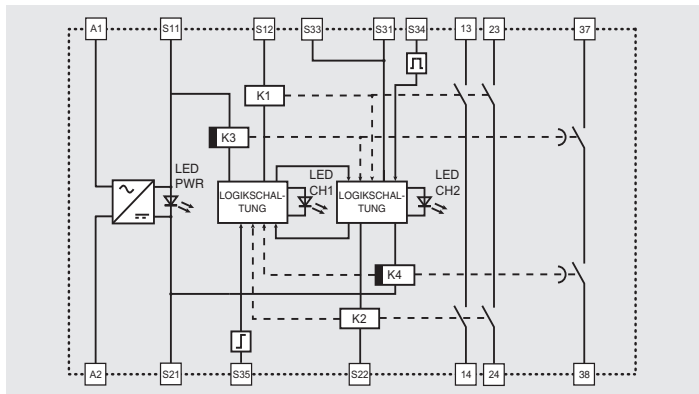 A1 S11 S12 S33 S31 S34 13 23 37
K1
K3
LED
PWR
LED
CH1
LED
CH2
LOGIKSCHAL-
TUNG
LOGIKSCHAL-
TUNG
K4
K2
A2 S21 S35 S22 14 24 38